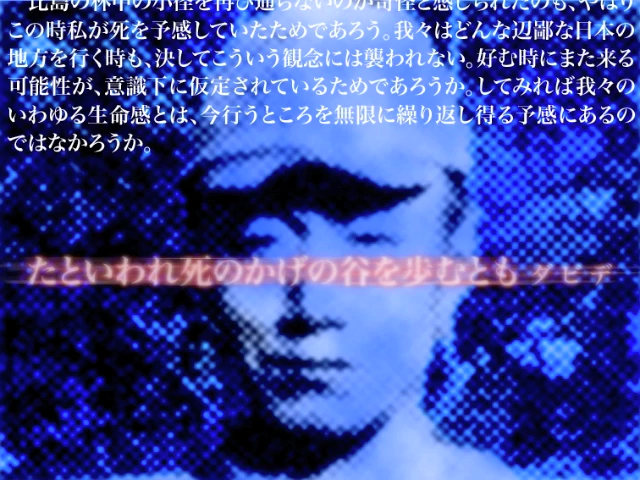 比島の林中の小径を再び通らないのが奇怪と感じられたのも、やはり
この時私が死を予感していたためであろう。我々はどんな辺鄙な日本の
地方を行く時も、決してこういう観念には襲われない。好む時にまた来る
可能性が、意識下に仮定されているためであろうか。してみれば我々の
いわゆる生命感とは、今行うところを無限に繰り返し得る予感にあるの
ではなかろうか。
たといわれ死のかげの谷を歩むとも ダビデ